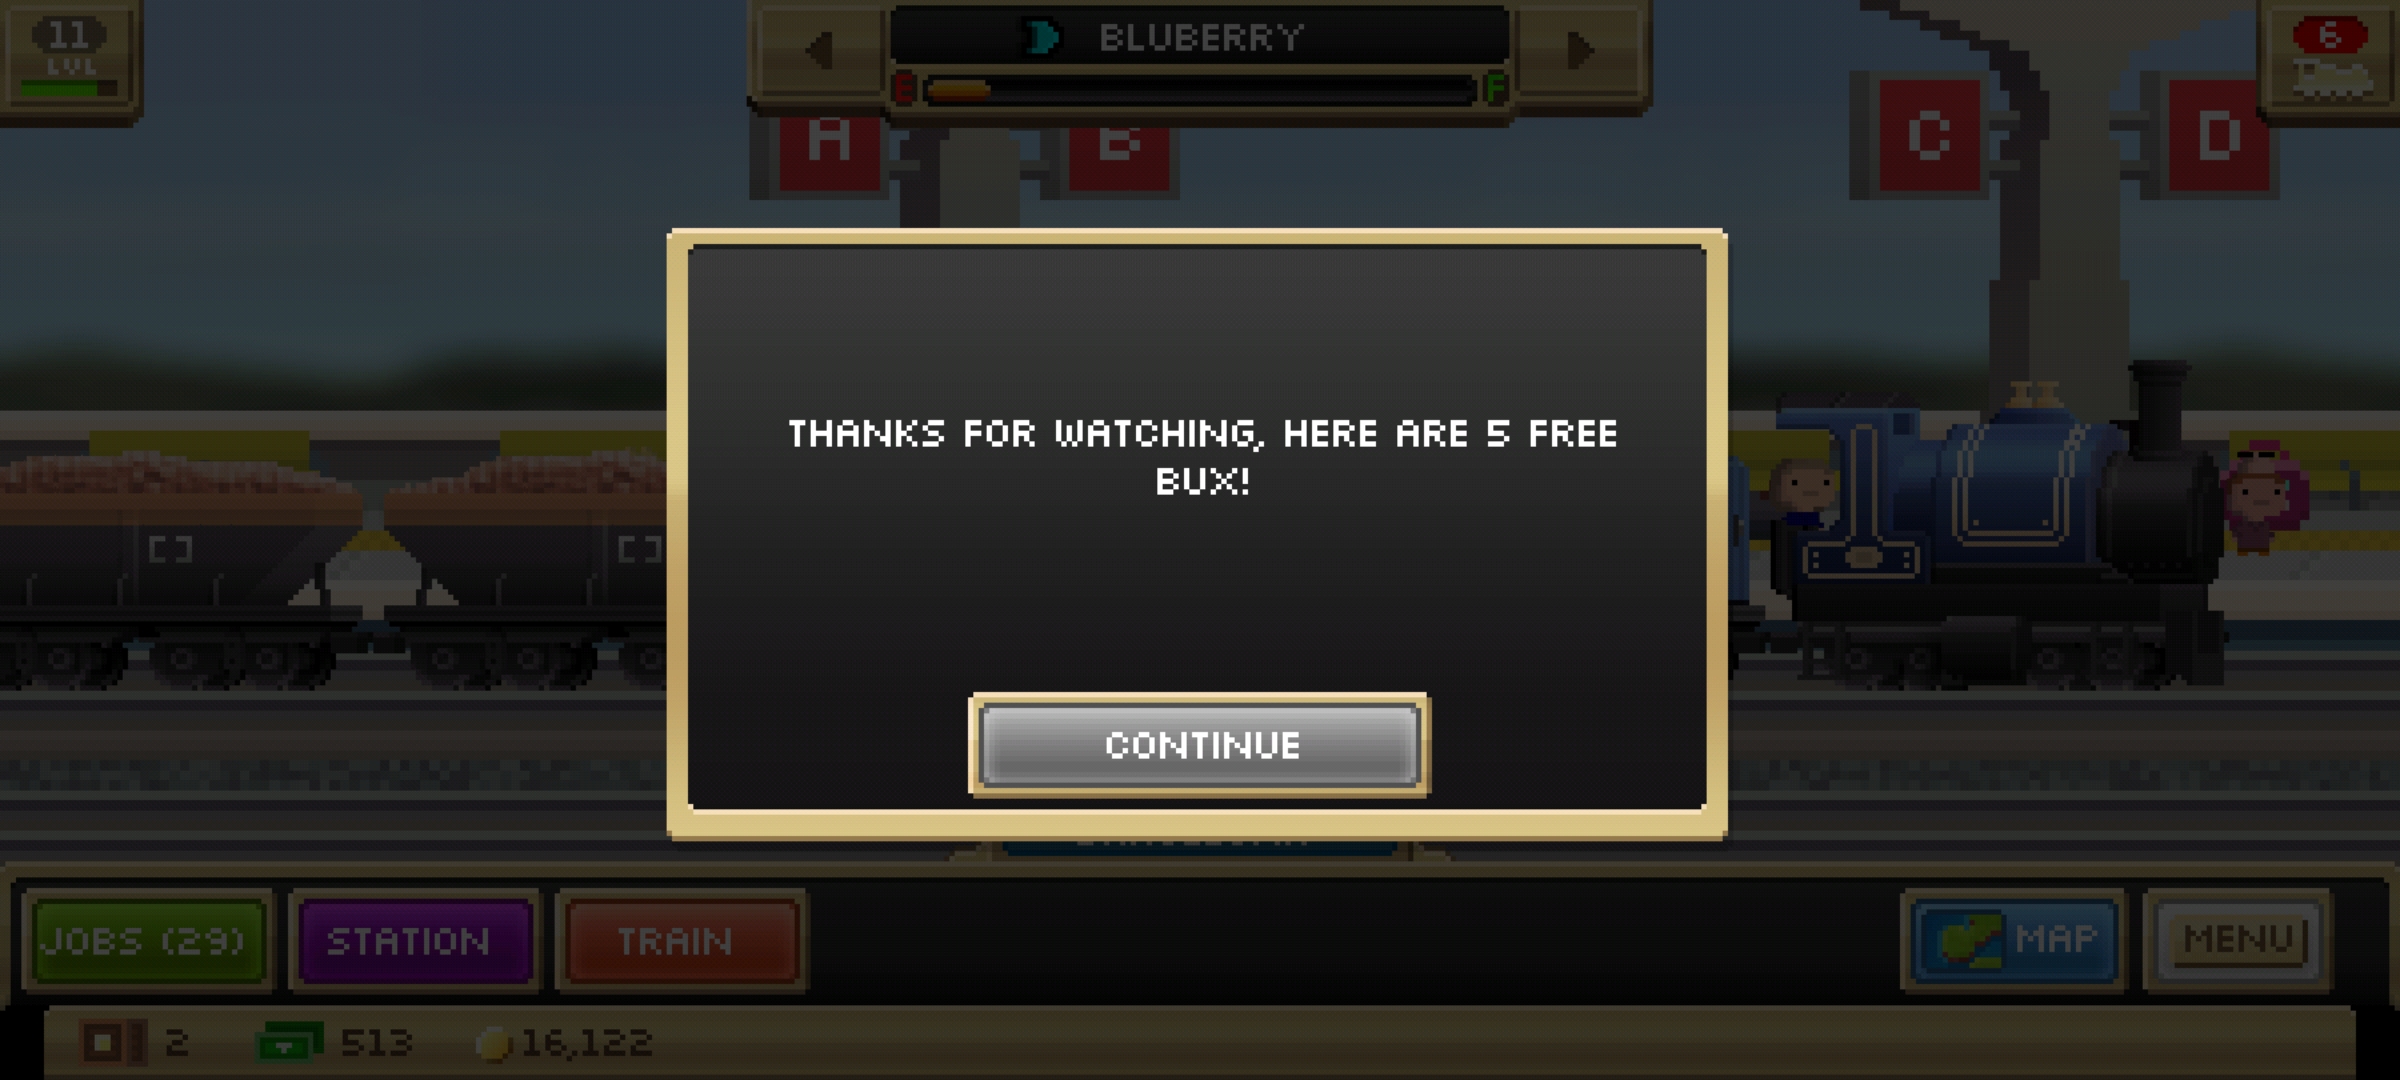 11
LVL
BLUBERRY
E
F
6
A
B
C
D
THANKS FOR WATCHING, HERE ARE 5 FREE
BUX!
CONTINUE
JOBS (29)
STATION
TRAIN
MAP
MENU
2
513
16,122